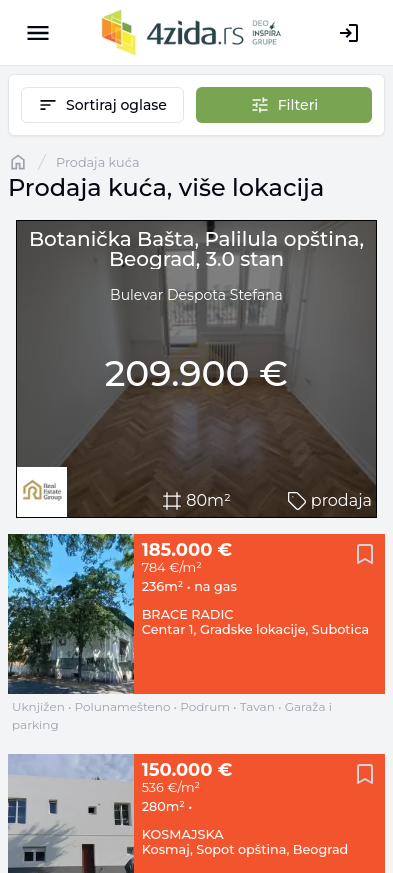 4zida.rs DEO INSPIRA GRUPE
Sortiraj oglase
Filteri
Prodaja kuća
Prodaja kuća, više lokacija
Botanička Bašta, Palilula opština,
Beograd, 3.0 stan
Bulevar Despota Stefana
209.900 €
Real Estate Group
80m²
prodaja
185.000 €
784 €/m²
236m² • na gas
BRACE RADIC
Centar 1, Gradske lokacije, Subotica
Uknjižen • Polunamešteno • Podrum • Tavan • Garaža i
parking
150.000 €
536 €/m²
280m² •
KOSMAJSKA
Kosmaj, Sopot opština, Beograd